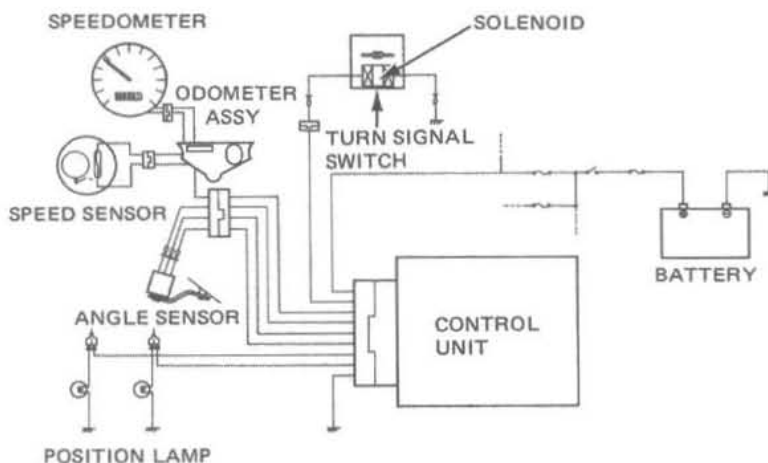 SPEEDOMETER
SOLENOID
ODOMETER
ASSY
TURN SIGNAL
SWITCH
SPEED SENSOR
BATTERY
ANGLE SENSOR
CONTROL
UNIT
POSITION LAMP